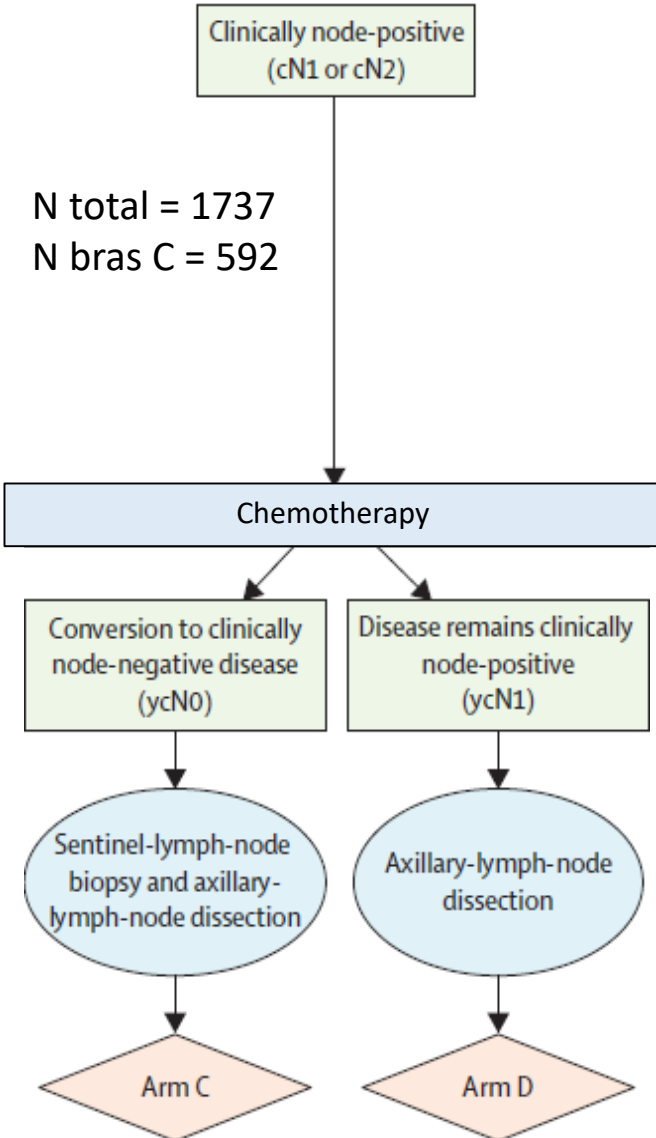 Clinically node-positive
(cN1 or cN2)
N total = 1737
N bras C = 592
Chemotherapy
Conversion to clinically
node-negative disease
(ycN0)
Disease remains clinically
node-positive
(ycN1)
Sentinel-lymph-node
biopsy and axillary-
lymph-node dissection
Axillary-lymph-node
dissection
Arm C
Arm D